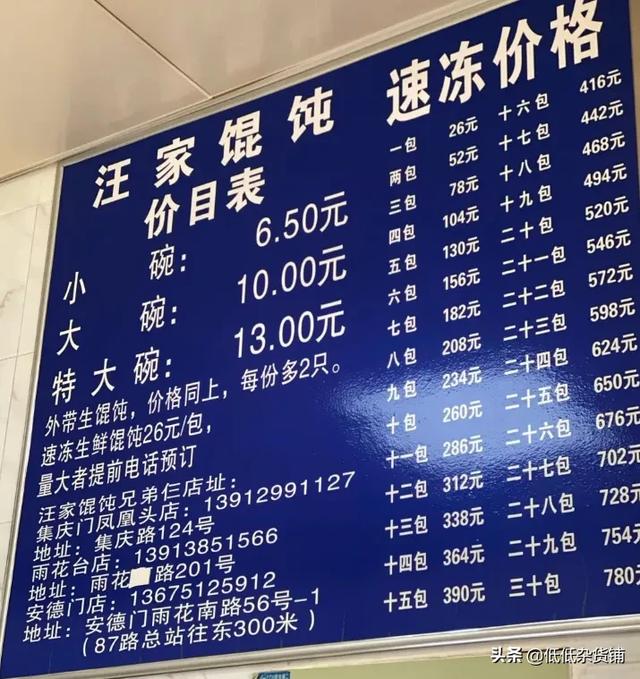 汪家馄饨
价目表
小碗：6.50元
大碗：10.00元
特大碗：13.00元
外带生馄饨，价格同上，每份多2只。
速冻生鲜馄饨26元/包，
量大者提前电话预订
汪家馄饨兄弟仨店址：
集庆门凤凰头店：13912991127
地址：集庆路124号
雨花台店：13913851566
地址：雨花 路201号
安德门店：13675125912
地址：安德门雨花南路56号-1
（87路总站往东300米）
速冻价格
一包 26元 十六包 416元
两包 52元 十七包 442元
三包 78元 十八包 468元
四包 104元 十九包 494元
五包 130元 二十包 520元
六包 156元 二十一包 546元
七包 182元 二十二包 572元
八包 208元 二十三包 598元
九包 234元 二十四包 624元
十包 260元 二十五包 650元
十一包 286元 二十六包 676元
十二包 312元 二十七包 702元
十三包 338元 二十八包 728元
十四包 364元 二十九包 754元
十五包 390元 三十包 780元
头条 @低低杂货铺